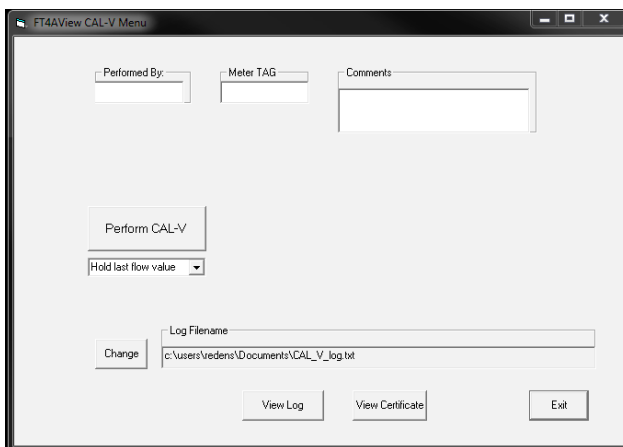 FT4AView CAL-V Menu
Performed By:
Meter TAG
Comments
Perform CAL-V
Hold last flow value
Log Filename
Change
c:\users\redens\Documents\CAL_V_log.txt
View Log
View Certificate
Exit